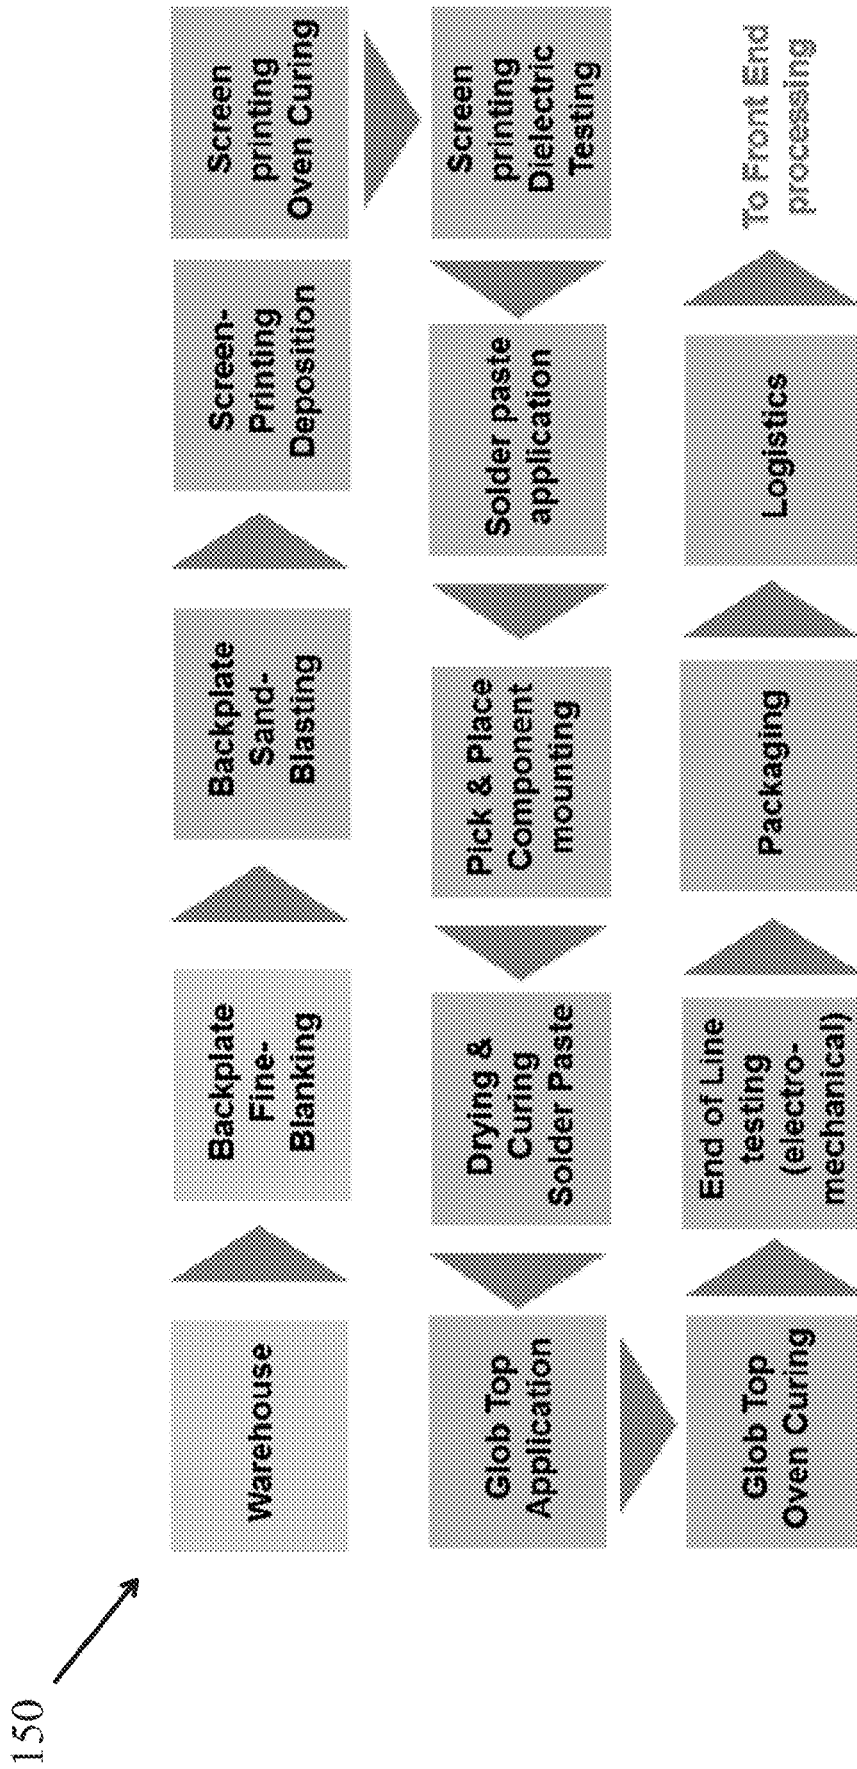 150
Warehouse
Backplate
Fine-
Blanking
Backplate
Sand-
Blasting
Screen-
Printing
Deposition
Screen
printing
Oven Curing
Screen
printing
Dielectric
Testing
Solder paste
application
Pick & Place
Component
mounting
Drying &
Curing
Solder Paste
Glob Top
Application
Glob Top
Oven Curing
End of Line
testing
(electro-
mechanical)
Packaging
Logistics
To Front End
processing